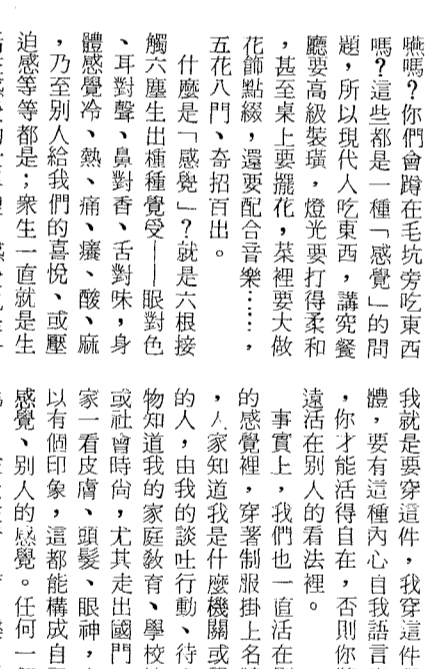 嚥嗎?你們會蹲在毛坑旁吃東西
嗎?這些都是一種「感覺」的問
題,所以現代人吃東西,講究餐
廳要高級裝璜,燈光要打得柔和
,甚至桌上要擺花,菜裡要大做
花飾點綴,還要配合音樂……,
五花八門、奇招百出。
什麼是「感覺」?就是六根接
觸六塵生出種種覺受——眼對色
、耳對聲、鼻對香、舌對味,身
體感覺冷、熱、痛、癢、酸、麻
,乃至別人給我們的喜悅、或壓
迫感等等都是;衆生一直就是生
我就是要穿這件,我穿這件
體,要有這種內心自我語言
,你才能活得自在,否則你
遠活在別人的看法裡。
事實上,我們也一直活在
的感覺裡,穿著制服掛上名
,人家知道我是什麼機關或
的人,由我的談吐行動、待
物知道我的家庭敎育、學校
或社會時尚,尤其走出國門
家一看皮膚、頭髮、眼神,
以有個印象,這都能構成自
感覺、別人的感覺。任何一